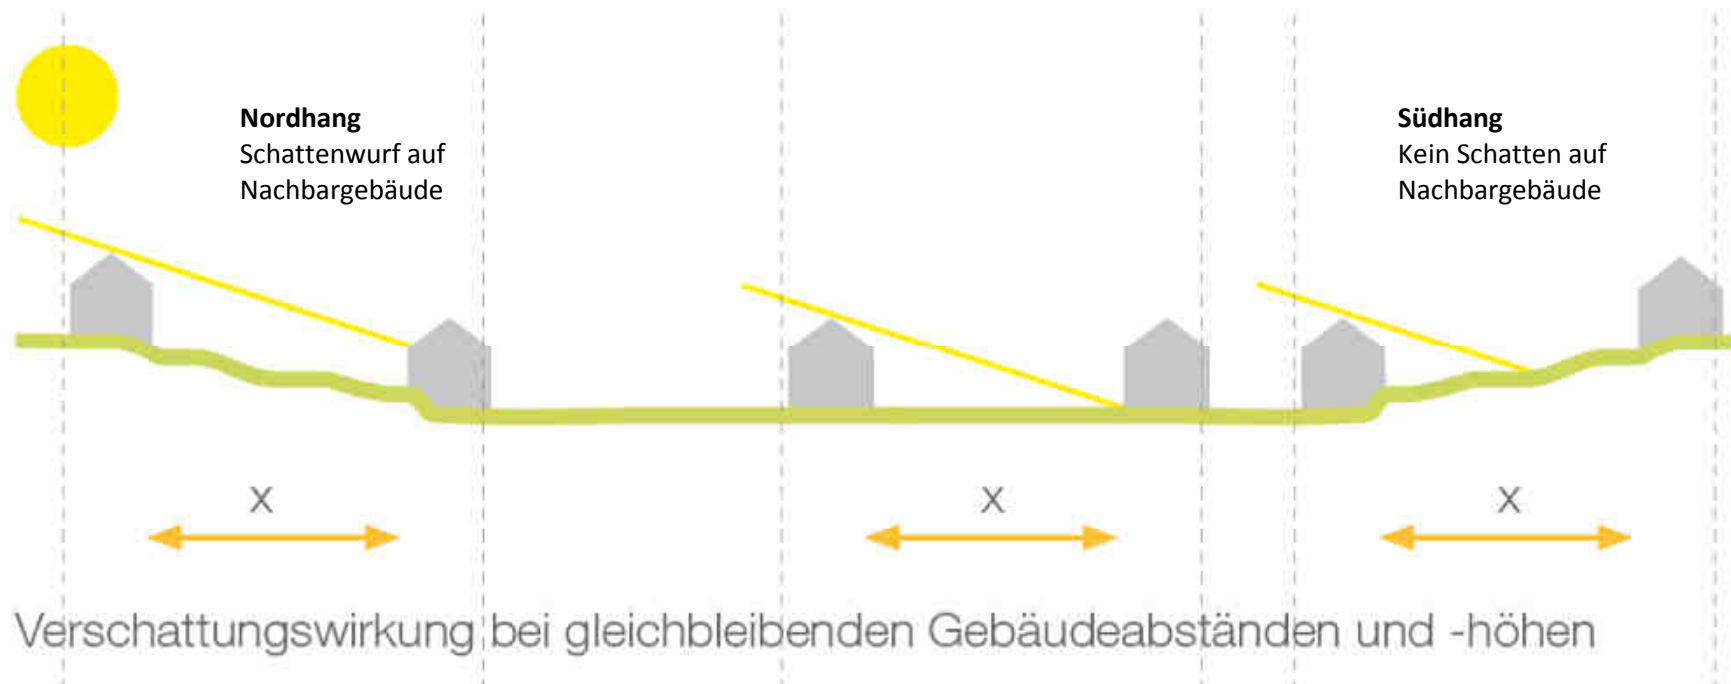 Nordhang
Schattenwurf auf
Nachbargebäude
Südhang
Kein Schatten auf
Nachbargebäude
X
X
X
Verschattungswirkung bei gleichbleibenden Gebäudeabständen und -höhen